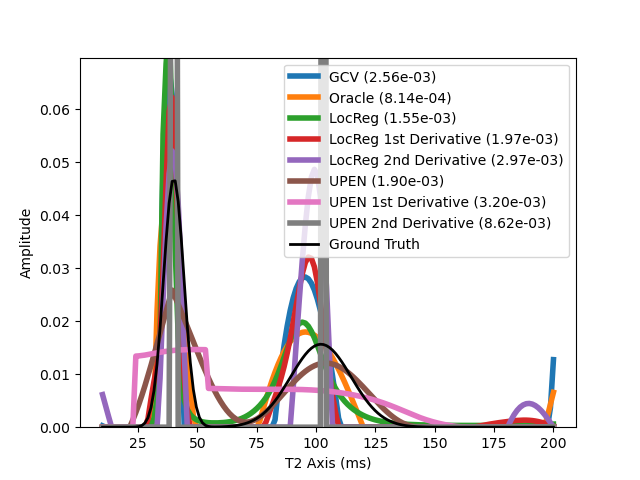 GCV (2.56e-03)
Oracle (8.14e-04)
LocReg (1.55e-03)
LocReg 1st Derivative (1.97e-03)
LocReg 2nd Derivative (2.97e-03)
UPEN (1.90e-03)
UPEN 1st Derivative (3.20e-03)
UPEN 2nd Derivative (8.62e-03)
Ground Truth
Amplitude
0.06
0.05
0.04
0.03
0.02
0.01
0.00
25 50 75 100 125 150 175 200
T2 Axis (ms)